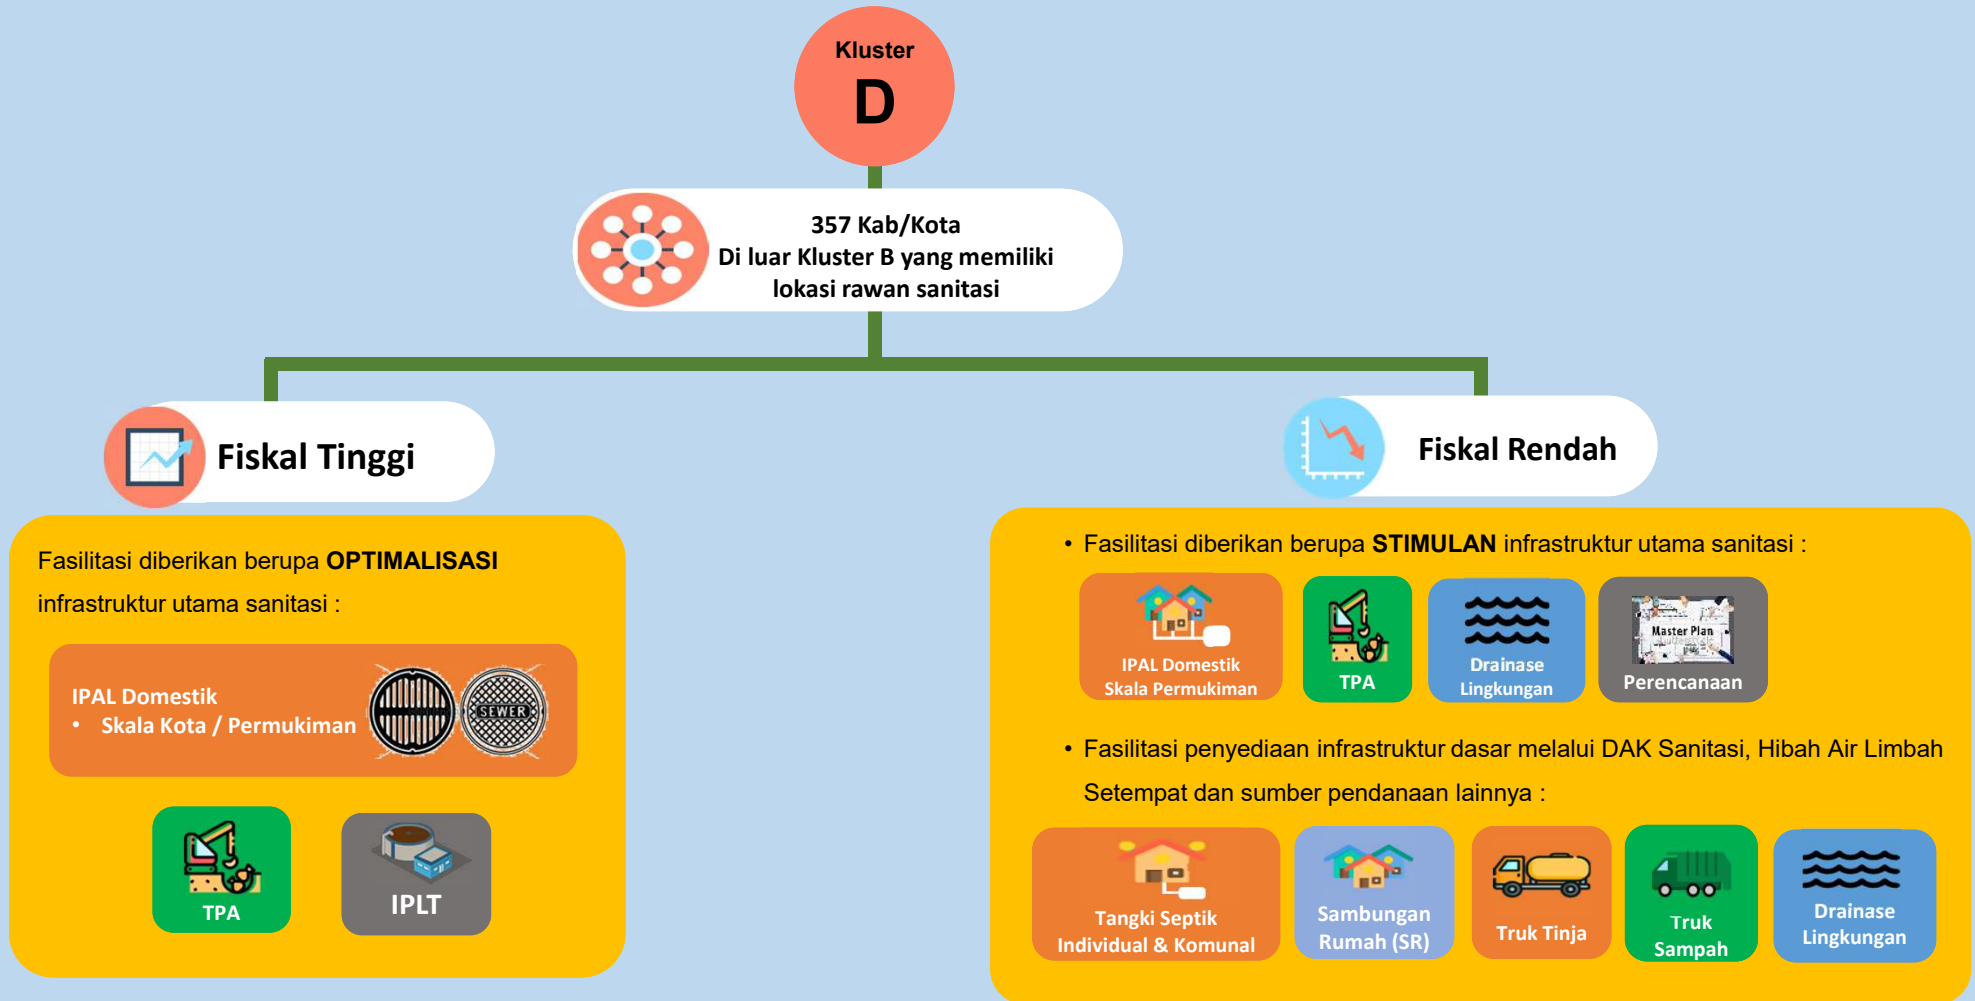 Kluster
D
357 Kab/Kota
Di luar Kluster B yang memiliki
lokasi rawan sanitasi
Fiskal Tinggi
Fasilitasi diberikan berupa OPTIMALISASI
infrastruktur utama sanitasi :
IPAL Domestik
• Skala Kota / Permukiman
SEWER
TPA
IPLT
Fiskal Rendah
• Fasilitasi diberikan berupa STIMULAN infrastruktur utama sanitasi :
IPAL Domestik
Skala Permukiman
TPA
Drainase
Lingkungan
Master Plan
Perencanaan
• Fasilitasi penyediaan infrastruktur dasar melalui DAK Sanitasi, Hibah Air Limbah
Setempat dan sumber pendanaan lainnya :
Tangki Septik
Individual & Komunal
Sambungan
Rumah (SR)
Truk Tinja
Truk
Sampah
Drainase
Lingkungan